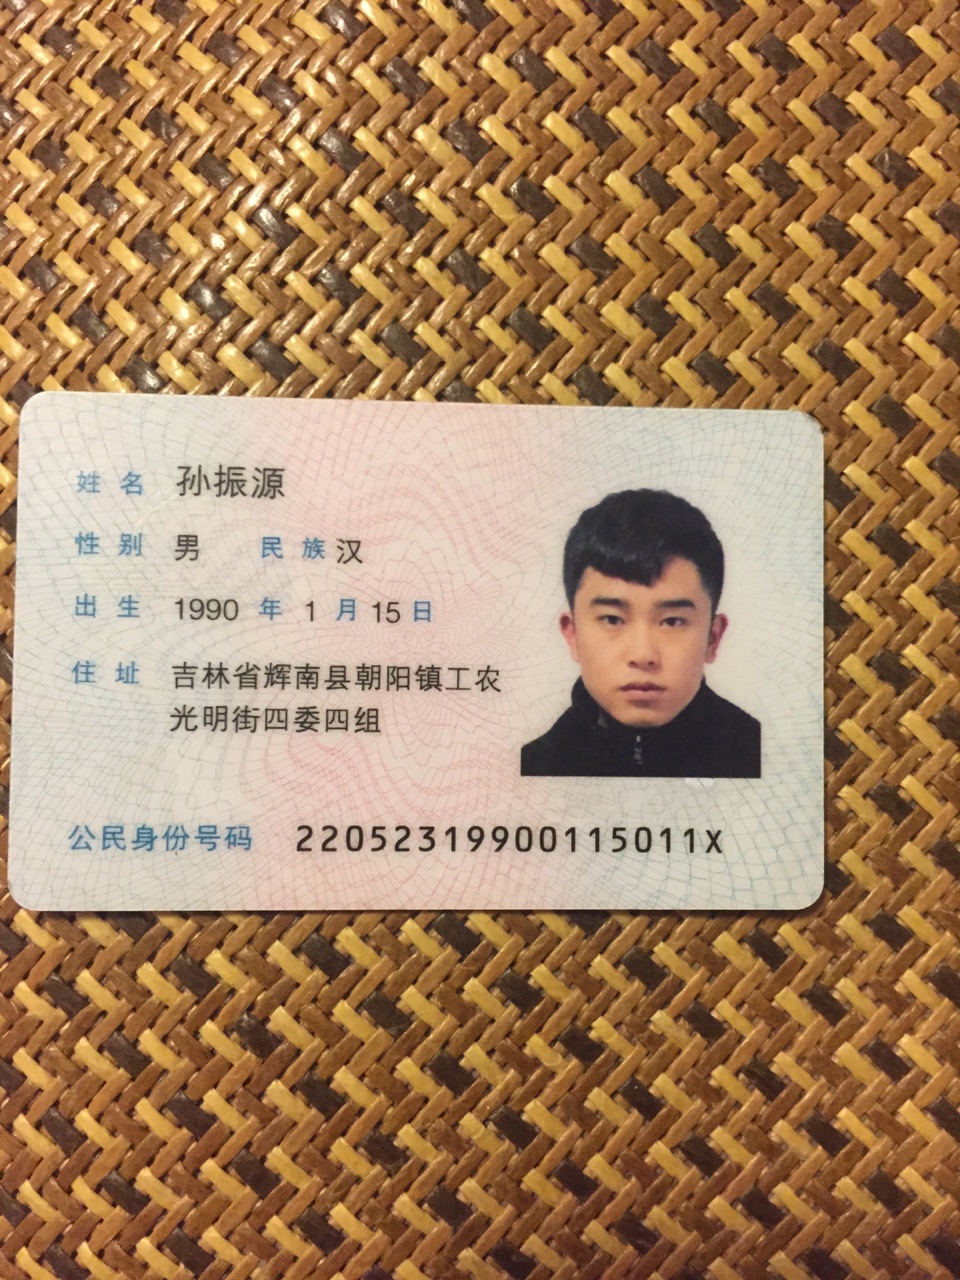 姓名 孙振源
性别 男 民族 汉
出生 1990 年 1 月 15 日
住址 吉林省辉南县朝阳镇工农
光明街四委四组
公民身份号码 22052319900115011X